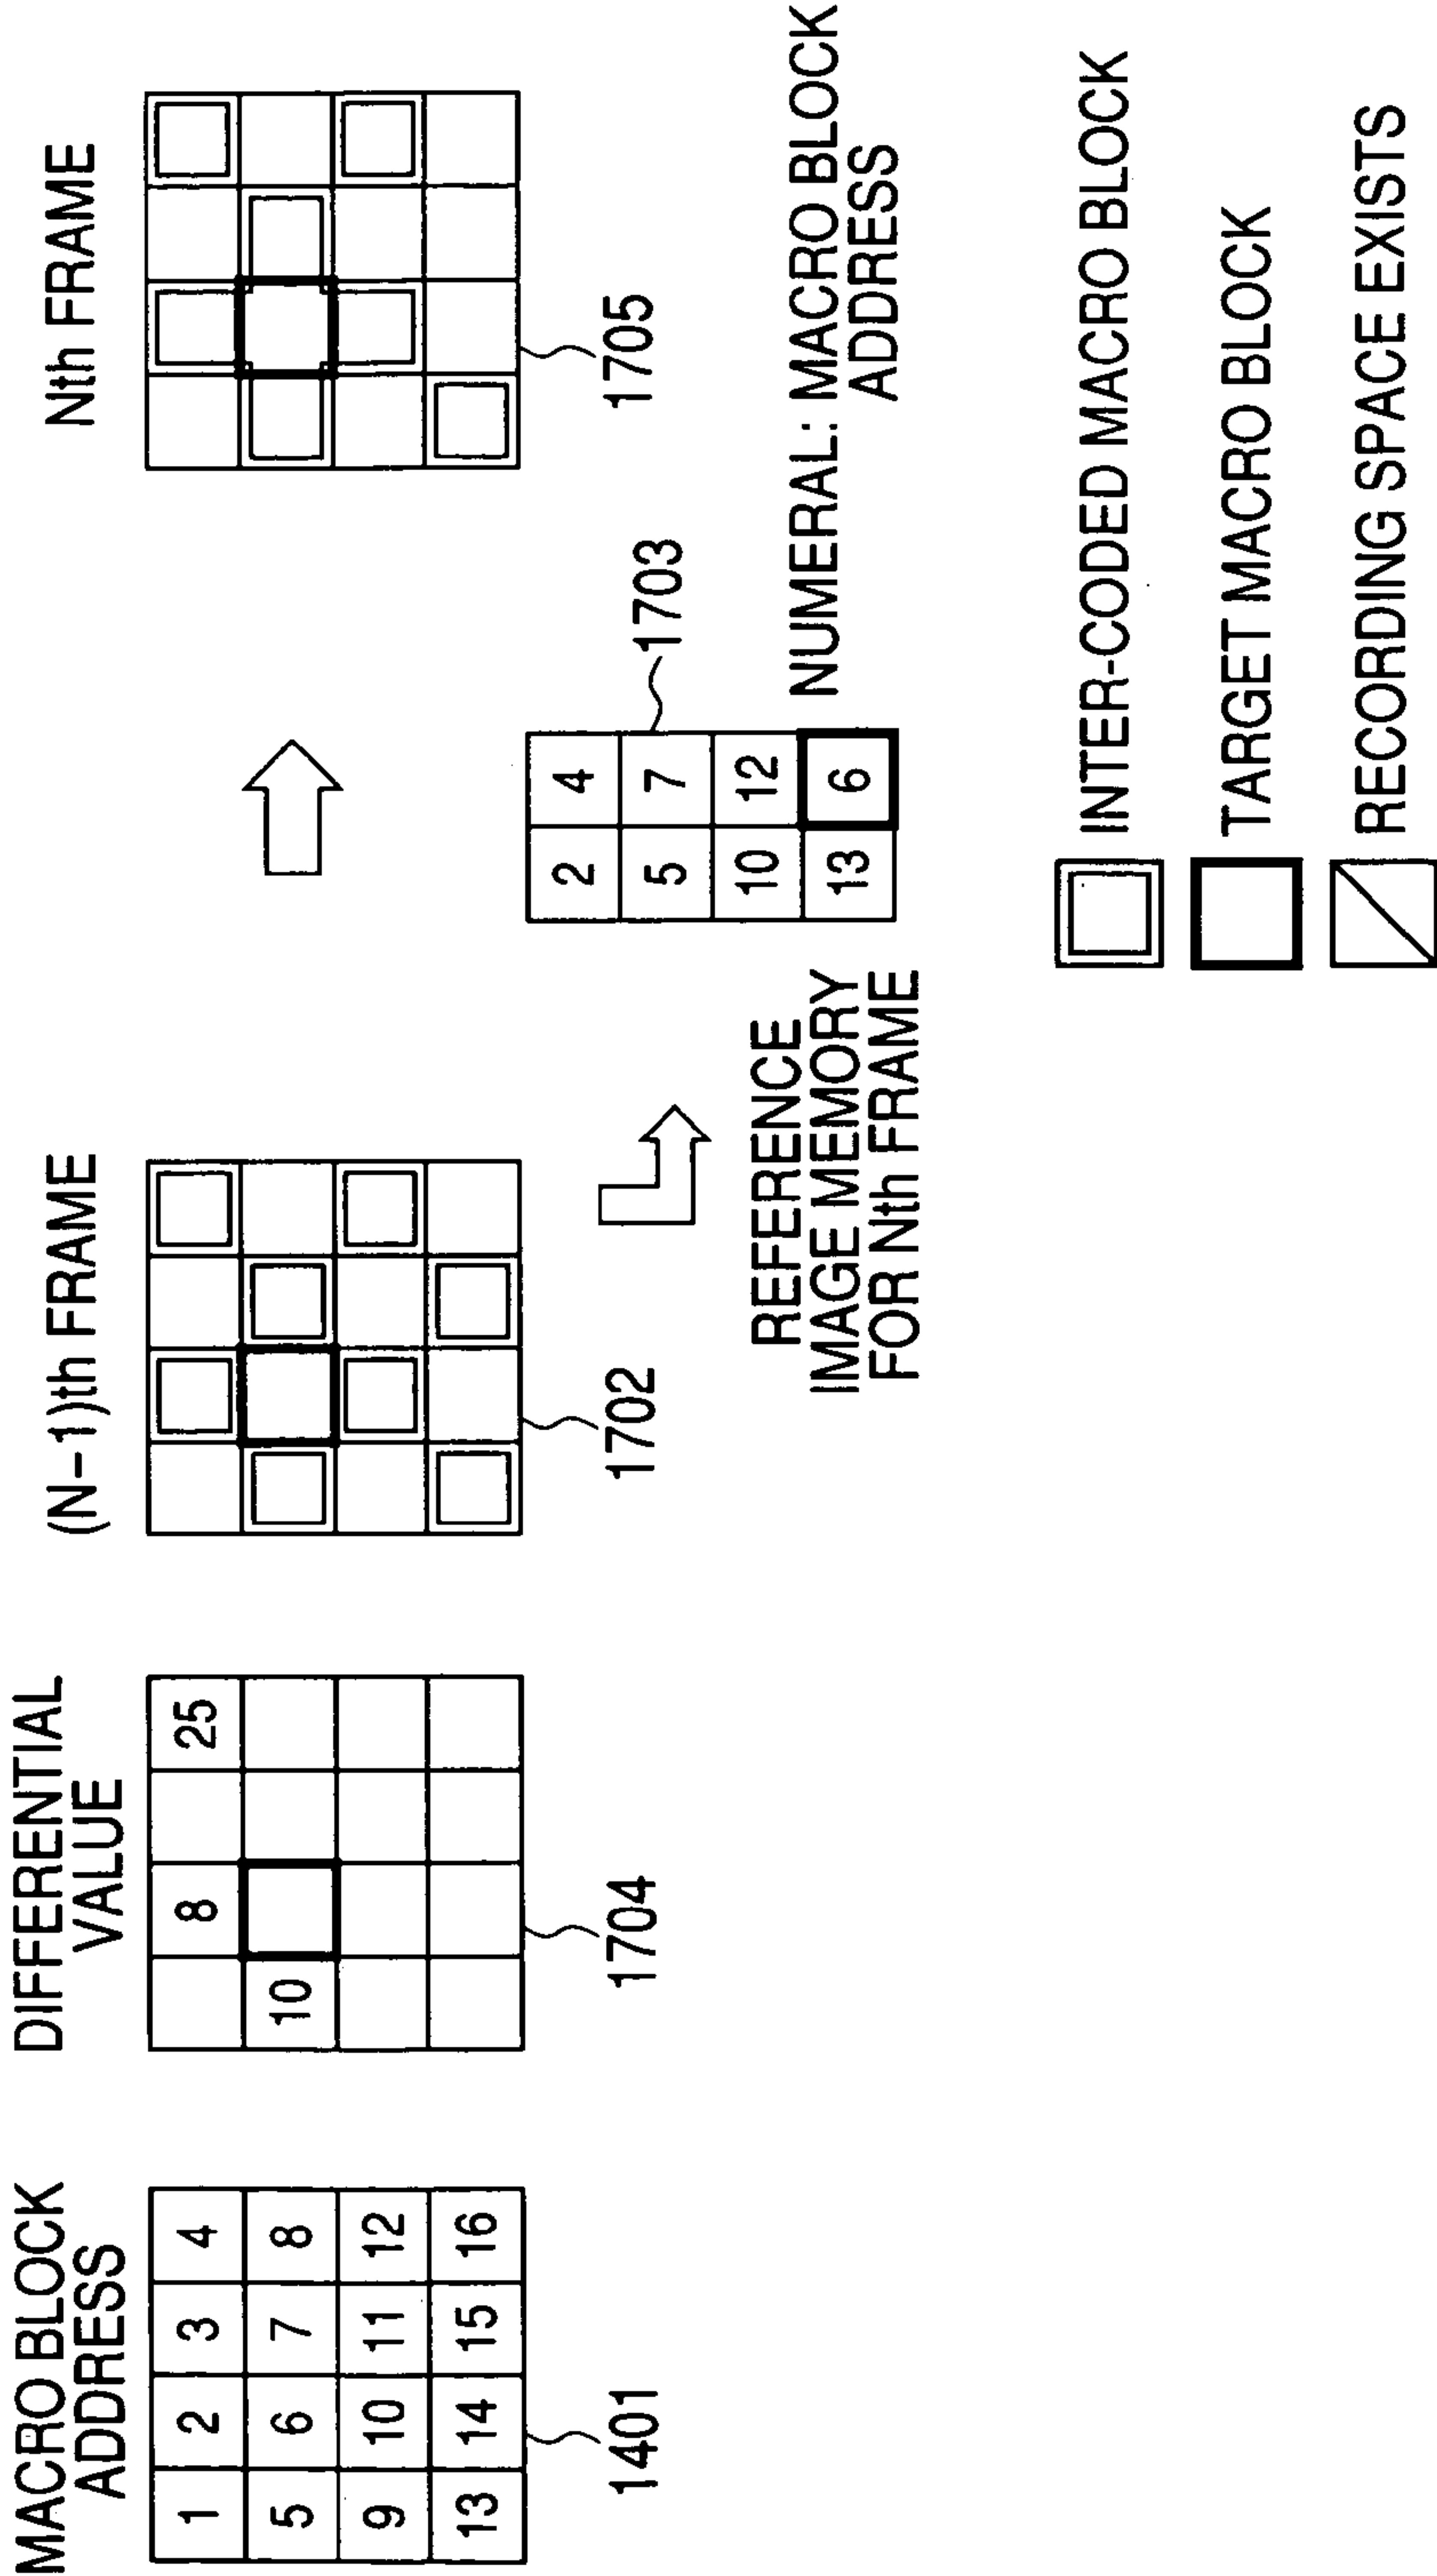 MACRO BLOCK
ADDRESS
1 2 3 4
5 6 7 8
9 10 11 12
13 14 15 16
1401
DIFFERENTIAL
VALUE
8 25
10
1704
(N-1)th FRAME
1702
Nth FRAME
1705
REFERENCE
IMAGE MEMORY
FOR Nth FRAME
2 4
5 7
10 12
13 6
1703
NUMERAL: MACRO BLOCK
ADDRESS
INTER-CODED MACRO BLOCK
TARGET MACRO BLOCK
RECORDING SPACE EXISTS